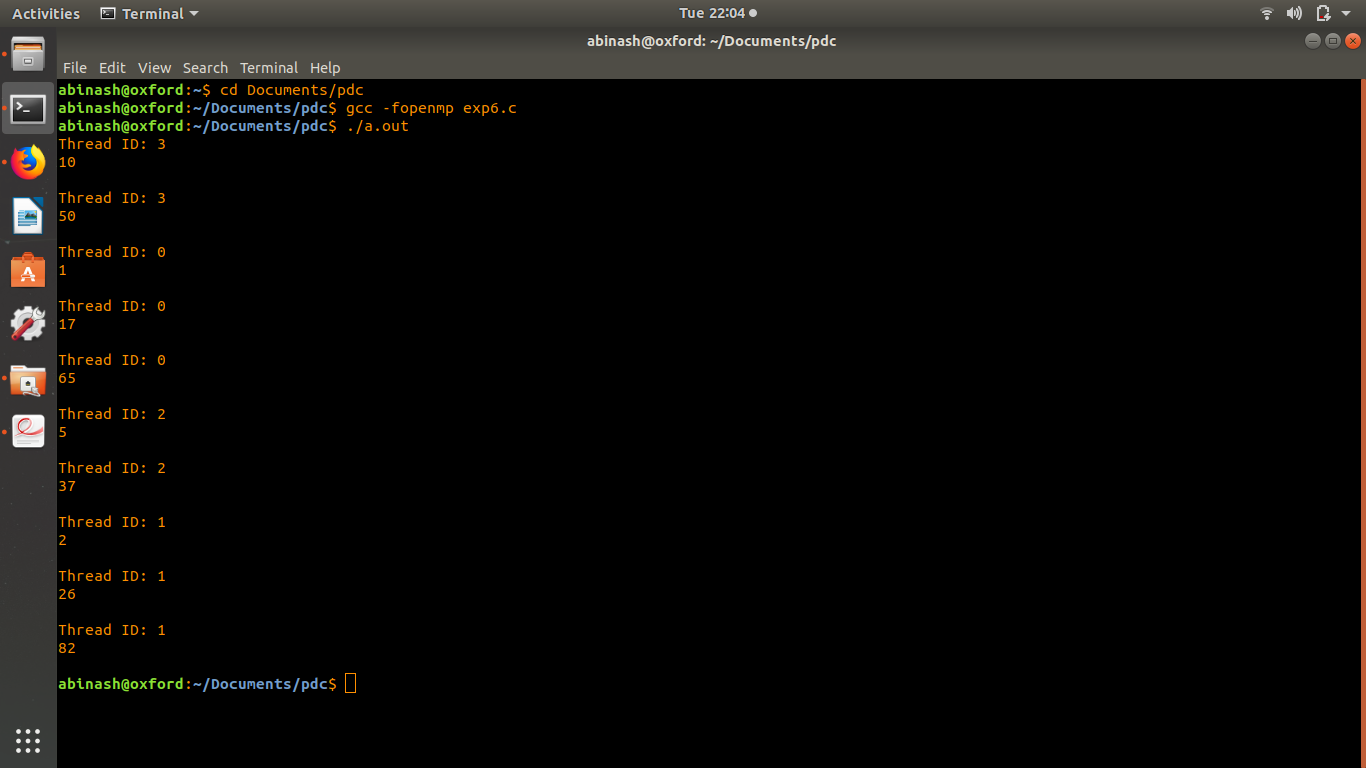 Activities Terminal Tue 22:04
abinash@oxford: ~/Documents/pdc
File Edit View Search Terminal Help
abinash@oxford:~$ cd Documents/pdc
abinash@oxford:~/Documents/pdc$ gcc -fopenmp exp6.c
abinash@oxford:~/Documents/pdc$ ./a.out
Thread ID: 3
10
Thread ID: 3
50
Thread ID: 0
1
Thread ID: 0
17
Thread ID: 0
65
Thread ID: 2
5
Thread ID: 2
37
Thread ID: 1
2
Thread ID: 1
26
Thread ID: 1
82
abinash@oxford:~/Documents/pdc$